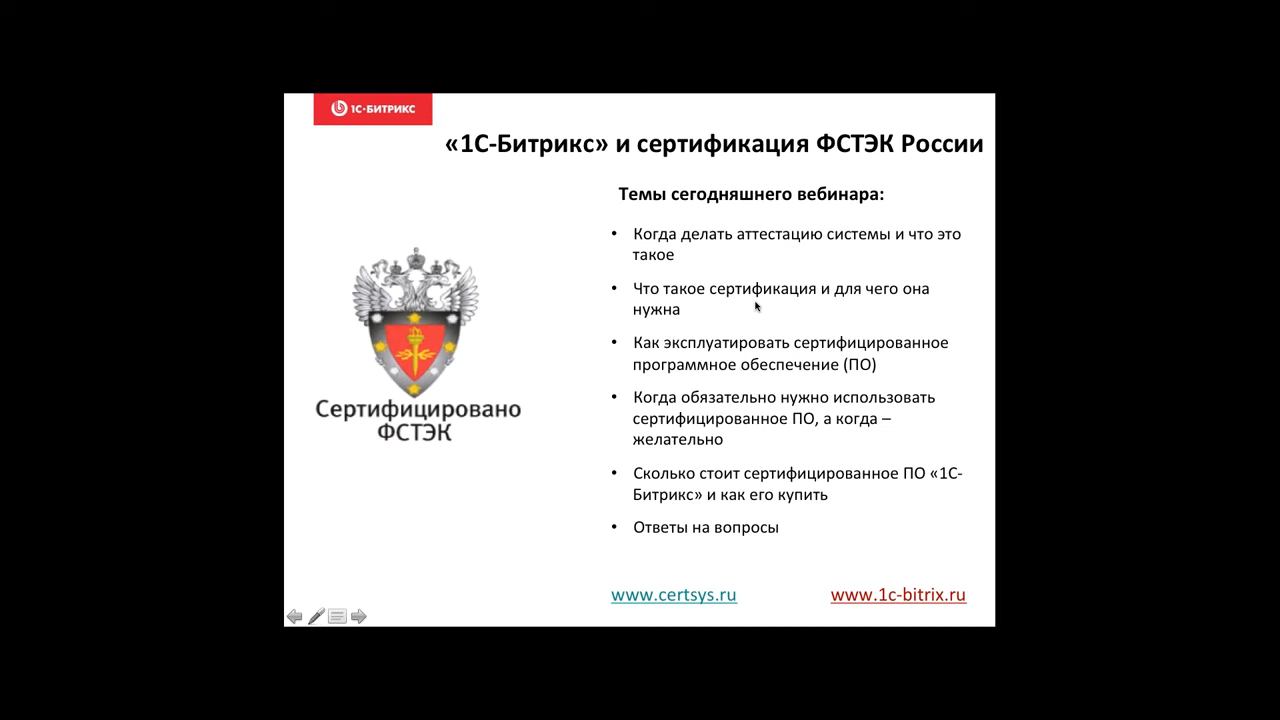 1С-БИТРИКС
«1С-Битрикс» и сертификация ФСТЭК России
Темы сегодняшнего вебинара:
• Когда делать аттестацию системы и что это
такое
• Что такое сертификация и для чего она
нужна
• Как эксплуатировать сертифицированное
программное обеспечение (ПО)
• Когда обязательно нужно использовать
сертифицированное ПО, а когда –
желательно
• Сколько стоит сертифицированное ПО «1С-
Битрикс» и как его купить
• Ответы на вопросы
Сертифицировано
ФСТЭК
www.certsys.ru
www.1c-bitrix.ru